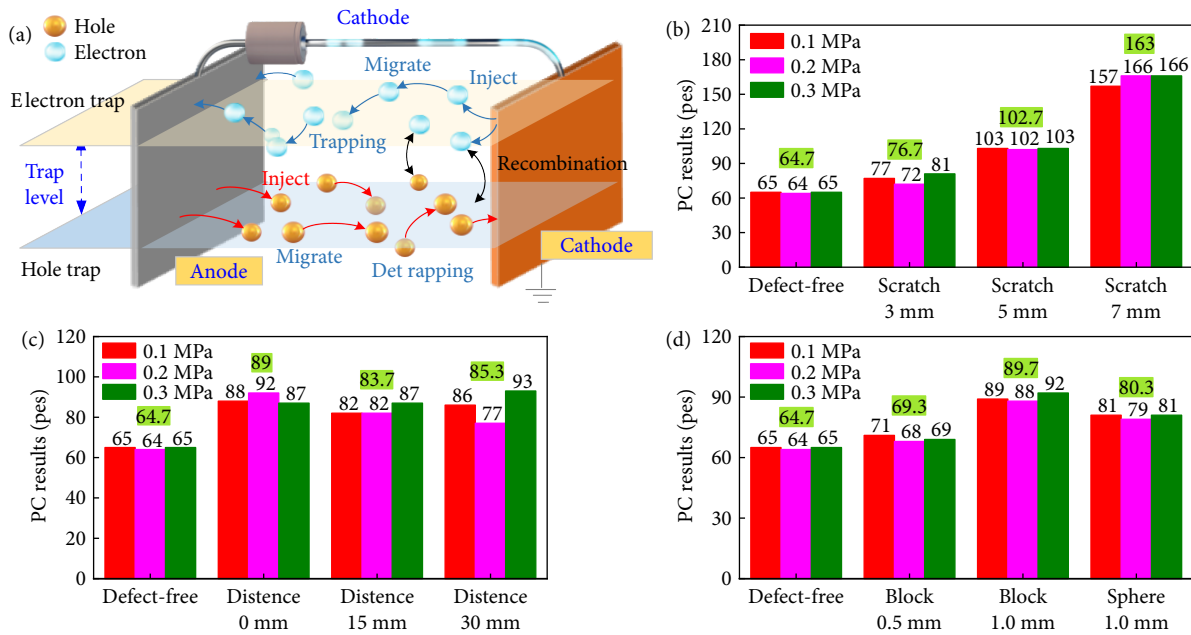 (a)
Hole
Electron
Cathode
Electron trap
Migrate
Inject
Trapping
Trap
level
Inject
Recombination
Hole trap
Anode
Migrate
Det rapping
Cathode
(b)
PC results (pes)
210
180
150
120
90
60
30
0
0.1 MPa
0.2 MPa
0.3 MPa
64.7
65 64 65
76.7
77 72 81
102.7
103 102 103
163
157 166 166
Defect-free
Scratch
3 mm
Scratch
5 mm
Scratch
7 mm
(c)
PC results (pes)
120
100
80
60
40
20
0
0.1 MPa
0.2 MPa
0.3 MPa
64.7
65 64 65
89
88 92 87
83.7
82 82 87
85.3
86 77 93
Defect-free
Distance
0 mm
Distance
15 mm
Distance
30 mm
(d)
PC results (pes)
120
90
60
30
0
0.1 MPa
0.2 MPa
0.3 MPa
64.7
65 64 65
69.3
71 68 69
89.7
89 88 92
80.3
81 79 81
Defect-free
Block
0.5 mm
Block
1.0 mm
Sphere
1.0 mm